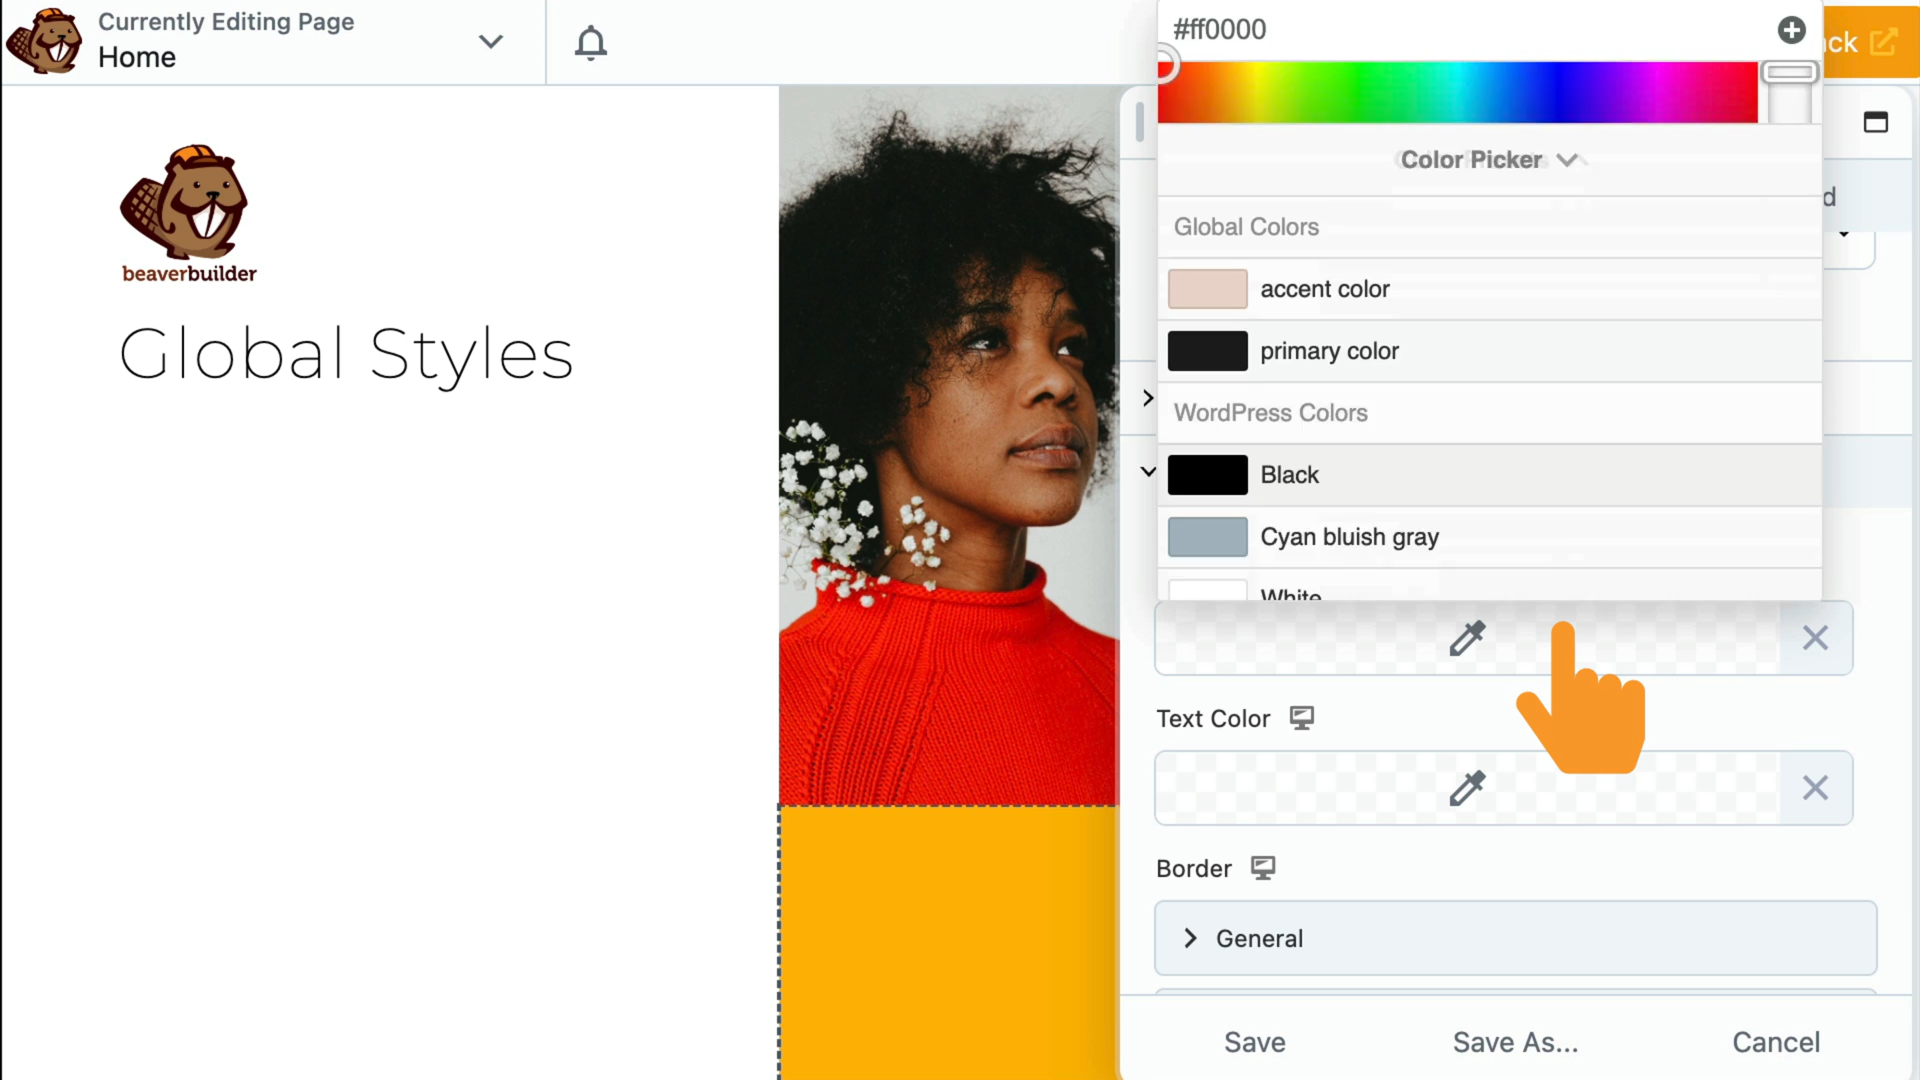 Currently Editing Page
Home
#ff0000
ck
Color Picker
d
Global Colors
accent color
primary color
WordPress Colors
Black
Cyan bluish gray
White
beaverbuilder
Global Styles
Text Color
Border
General
Save
Save As...
Cancel